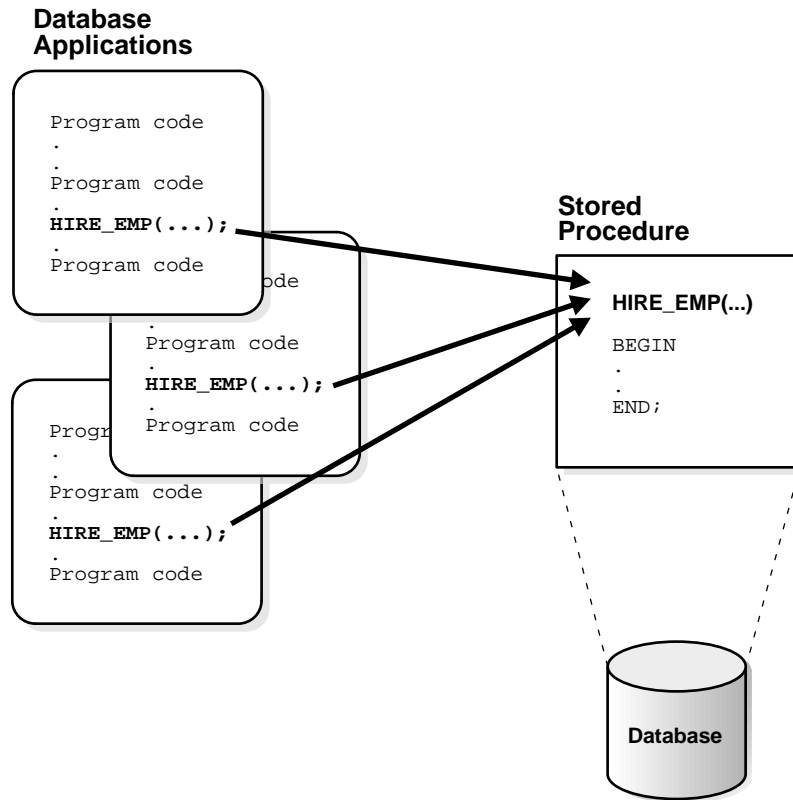 Database
Applications
Program code
.
.
Program code
.
HIRE_EMP(...);
.
Program code
ode
.
Program code
.
HIRE_EMP(...);
.
Program code
Progr
.
.
Program code
.
HIRE_EMP(...);
.
Program code
Stored
Procedure
HIRE_EMP(...)
BEGIN
.
.
END;
Database